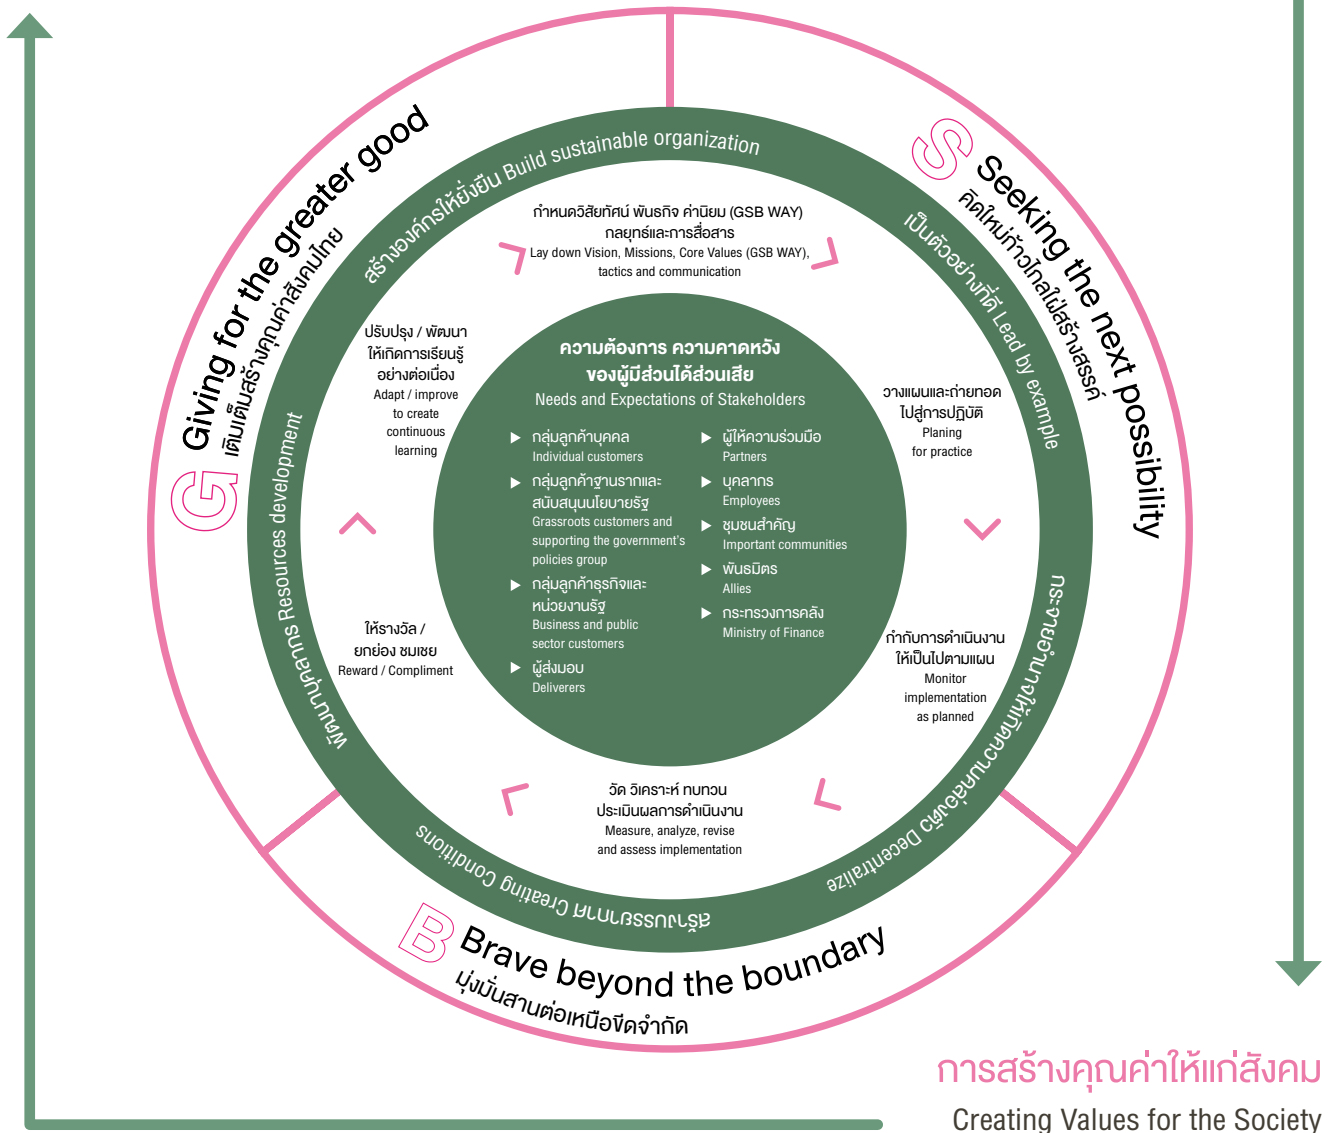 G
Giving for the greater good
เติมเต็มสร้างคุณค่าสังคมไทย
S
Seeking the next possibility
คิดใหม่ก้าวไกลใฝ่สร้างสรรค์
B
Brave beyond the boundary
มุ่งมั่นสานต่อเหนือขีดจำกัด
สร้างองค์กรให้ยั่งยืน Build sustainable organization
เป็นตัวอย่างที่ดี Lead by example
กระจายอำนาจให้เกิดความคล่องตัว Decentralize
สร้างบรรยากาศ Creating Conditions
พัฒนาบุคลากร Resources development
กำหนดวิสัยทัศน์ พันธกิจ ค่านิยม (GSB WAY)
กลยุทธ์และการสื่อสาร
Lay down Vision, Missions, Core Values (GSB WAY),
tactics and communication
วางแผนและถ่ายทอด
ไปสู่การปฏิบัติ
Planing
for practice
กำกับการดำเนินงาน
ให้เป็นไปตามแผน
Monitor
implementation
as planned
วัด วิเคราะห์ ทบทวน
ประเมินผลการดำเนินงาน
Measure, analyze, revise
and assess implementation
ให้รางวัล /
ยกย่อง ชมเชย
Reward / Compliment
ปรับปรุง / พัฒนา
ให้เกิดการเรียนรู้
อย่างต่อเนื่อง
Adapt / improve
to create
continuous
learning
ความต้องการ ความคาดหวัง
ของผู้มีส่วนได้ส่วนเสีย
Needs and Expectations of Stakeholders
กลุ่มลูกค้าบุคคล
Individual customers
กลุ่มลูกค้าฐานรากและ
สนับสนุนนโยบายรัฐ
Grassroots customers and
supporting the government's
policies group
กลุ่มลูกค้าธุรกิจและ
หน่วยงานรัฐ
Business and public
sector customers
ผู้ส่งมอบ
Deliverers
ผู้ให้ความร่วมมือ
Partners
บุคลากร
Employees
ชุมชนสำคัญ
Important communities
พันธมิตร
Allies
กระทรวงการคลัง
Ministry of Finance
การสร้างคุณค่าให้แก่สังคม
Creating Values for the Society